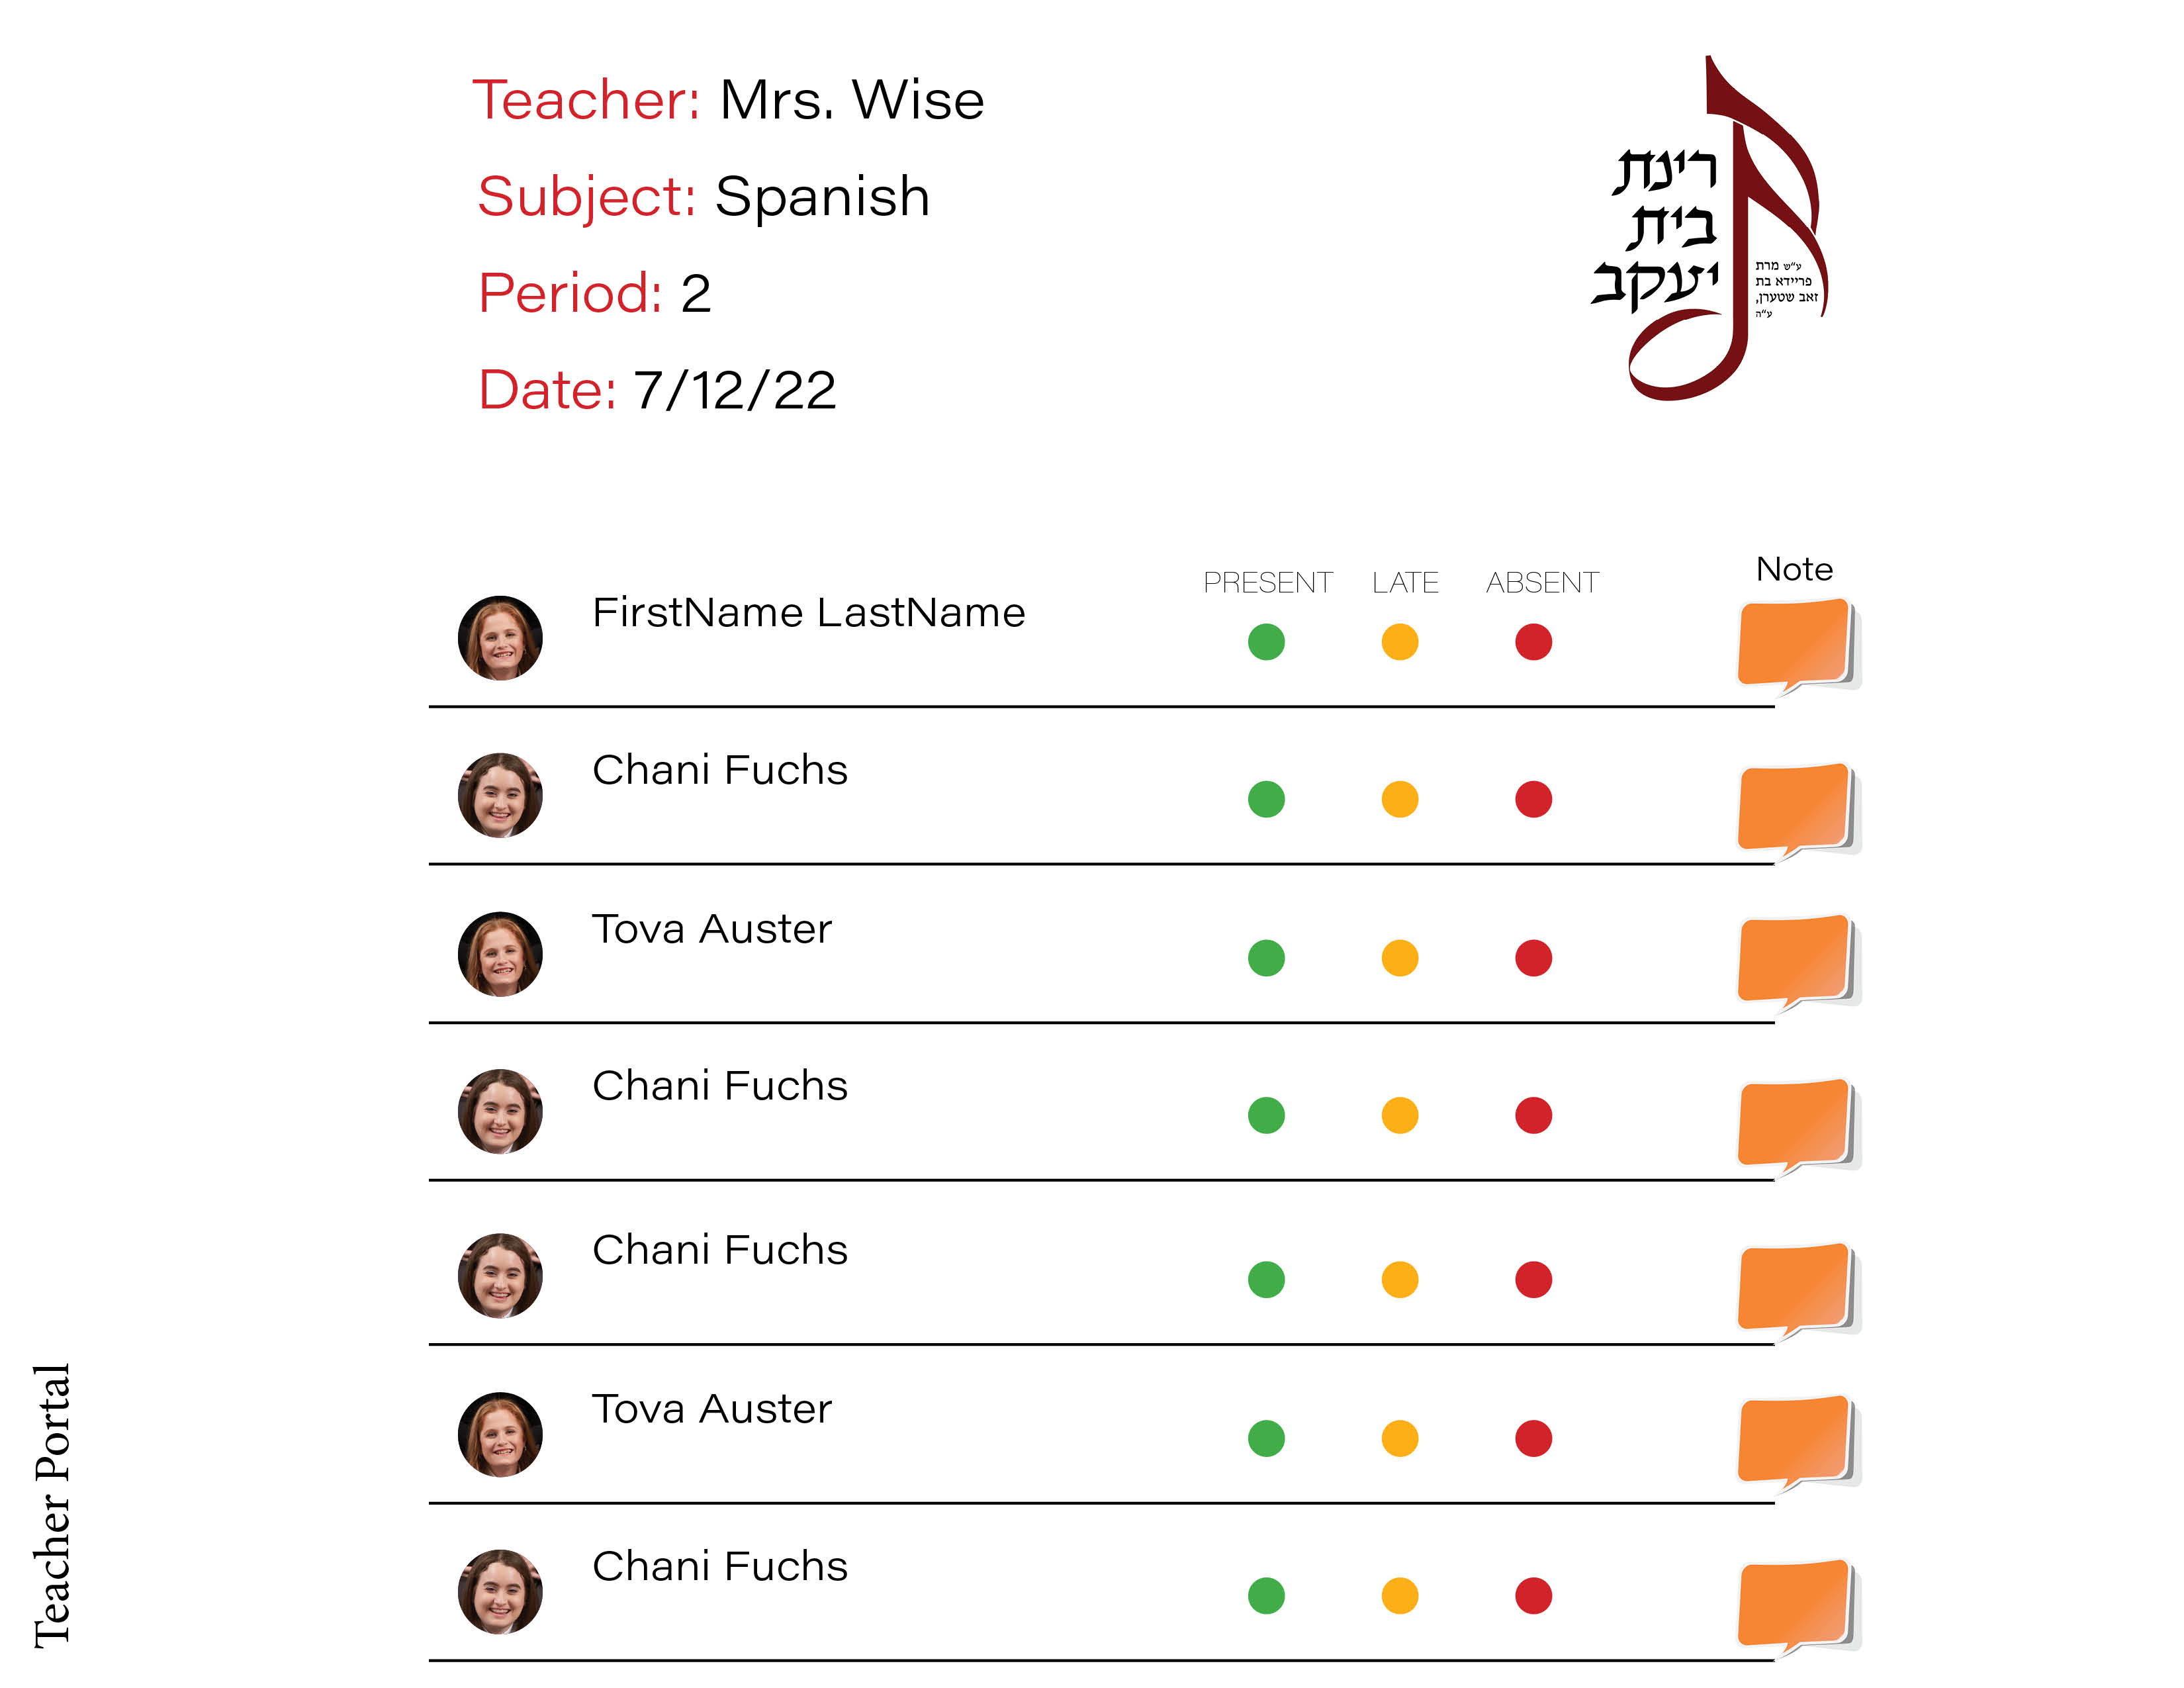 Teacher: Mrs. Wise
Subject: Spanish
Period: 2
Date: 7/12/22
רינת
בית
יעקב
ע"ש מרת
פריידא בת
זאב שטערן,
ע"ה
PRESENT LATE ABSENT Note
FirstName LastName
Chani Fuchs
Tova Auster
Chani Fuchs
Chani Fuchs
Tova Auster
Chani Fuchs
Teacher Portal